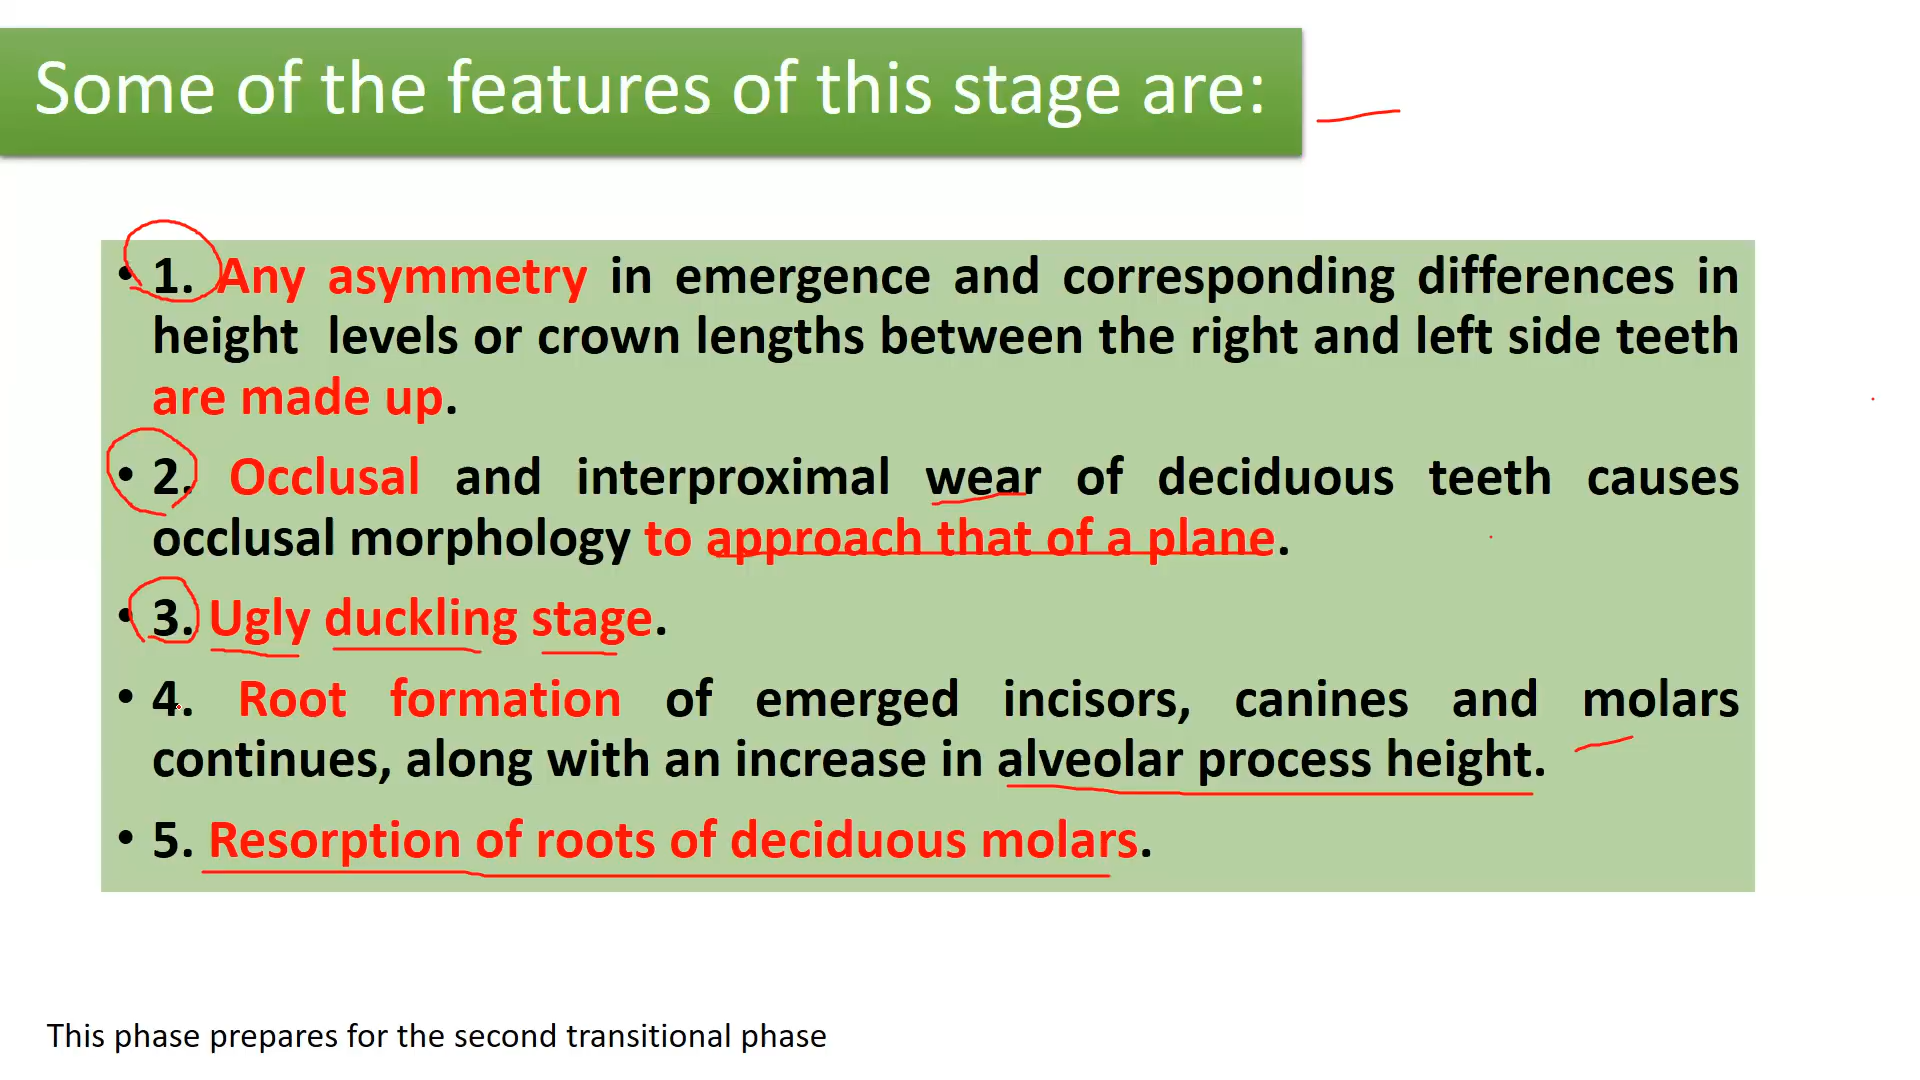 Some of the features of this stage are:
• 1. Any asymmetry in emergence and corresponding differences in
height levels or crown lengths between the right and left side teeth
are made up.
• 2. Occlusal and interproximal wear of deciduous teeth causes
occlusal morphology to approach that of a plane.
• 3. Ugly duckling stage.
• 4. Root formation of emerged incisors, canines and molars
continues, along with an increase in alveolar process height.
• 5. Resorption of roots of deciduous molars.
This phase prepares for the second transitional phase